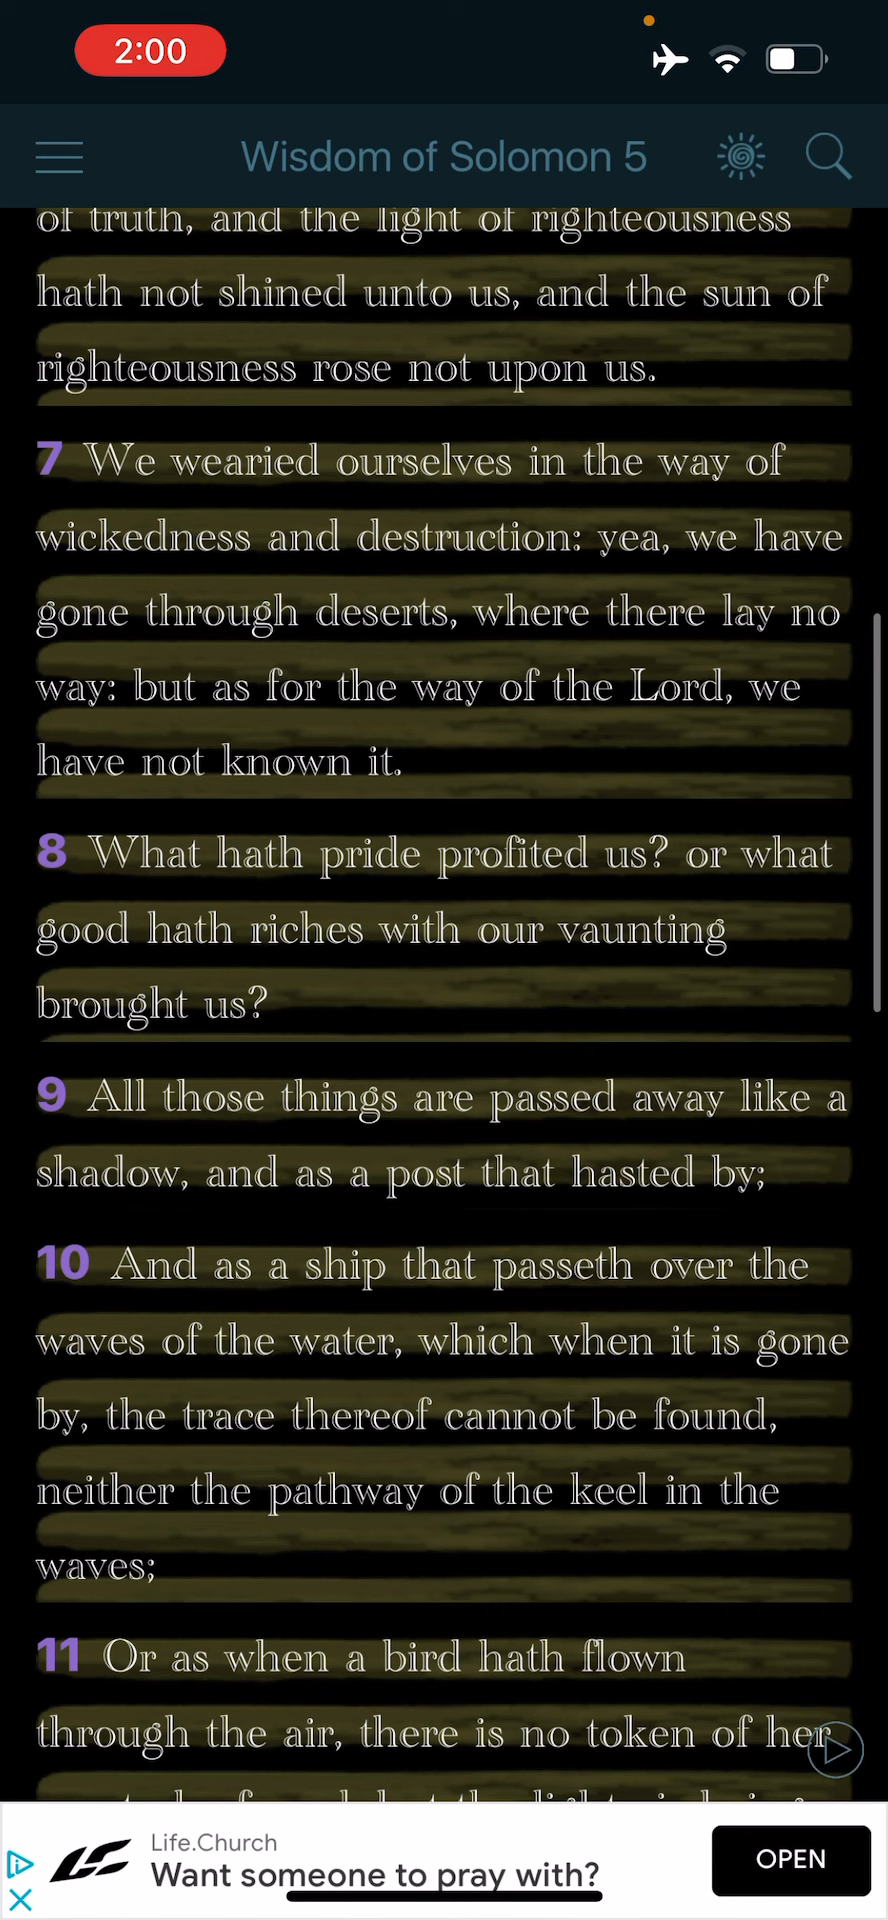 2:00
Wisdom of Solomon 5
of truth, and the light of righteousness
hath not shined unto us, and the sun of
righteousness rose not upon us.
7 We wearied ourselves in the way of
wickedness and destruction: yea, we have
gone through deserts, where there lay no
way: but as for the way of the Lord, we
have not known it.
8 What hath pride profited us? or what
good hath riches with our vaunting
brought us?
9 All those things are passed away like a
shadow, and as a post that hasted by;
10 And as a ship that passeth over the
waves of the water, which when it is gone
by, the trace thereof cannot be found,
neither the pathway of the keel in the
waves;
11 Or as when a bird hath flown
through the air, there is no token of her
Life.Church
Want someone to pray with?
OPEN